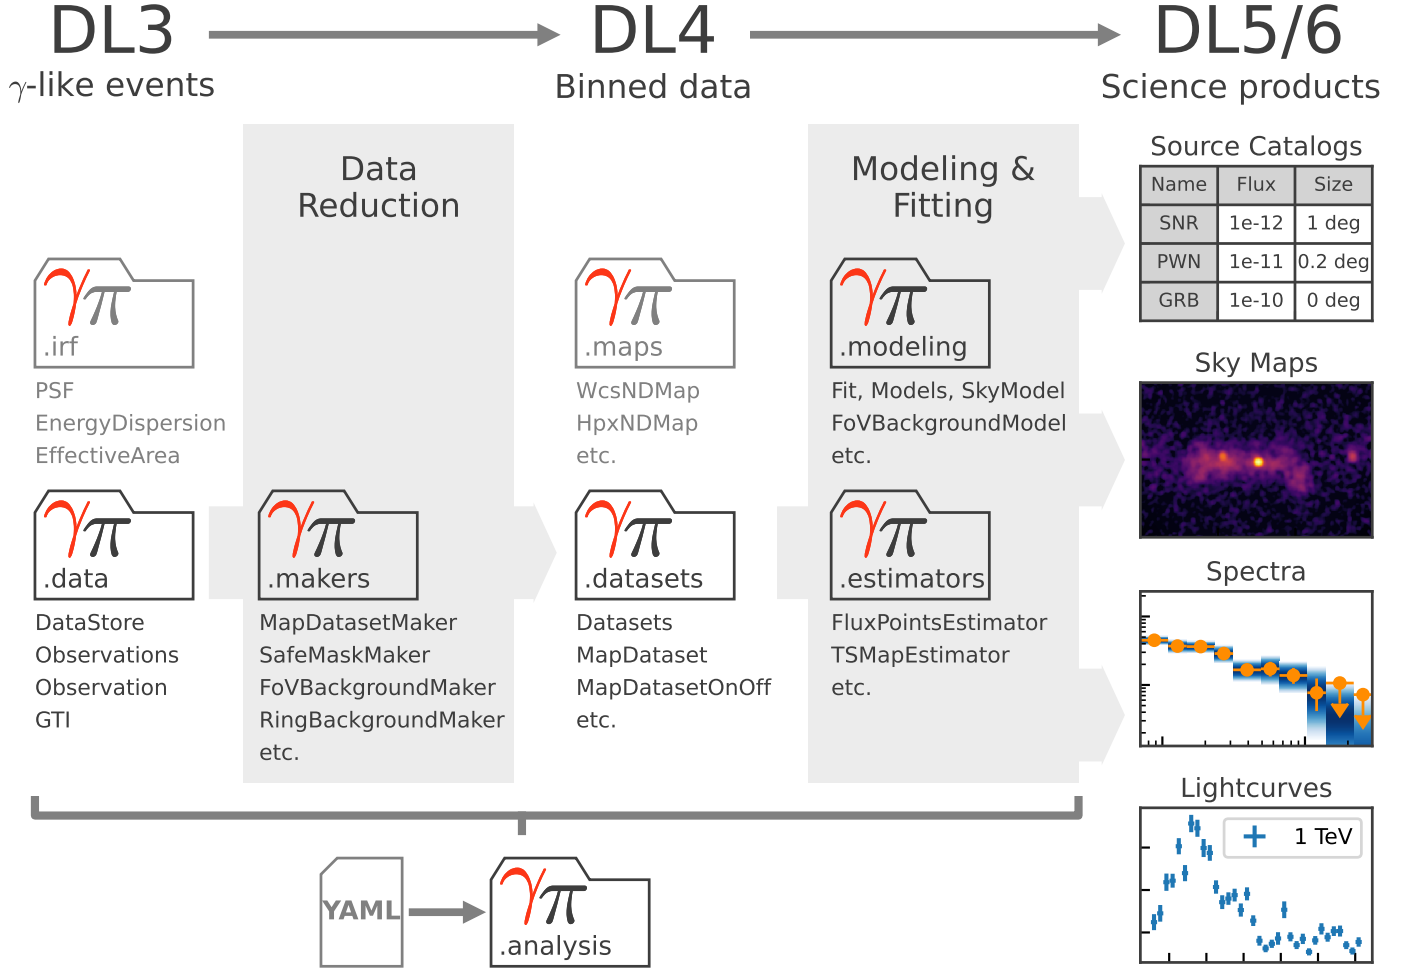 DL3
DL4
DL5/6
γ-like events
Binned data
Science products
Data
Reduction
Modeling &
Fitting
γπ
.irf
PSF
EnergyDispersion
EffectiveArea
γπ
.data
DataStore
Observations
Observation
GTI
γπ
.makers
MapDatasetMaker
SafeMaskMaker
FoVBackgroundMaker
RingBackgroundMaker
etc.
γπ
.maps
WcsNDMap
HpxNDMap
etc.
γπ
.datasets
Datasets
MapDataset
MapDatasetOnOff
etc.
γπ
.modeling
Fit, Models, SkyModel
FoVBackgroundModel
etc.
γπ
.estimators
FluxPointsEstimator
TSMapEstimator
etc.
Source Catalogs
Name Flux Size
SNR 1e-12 1 deg
PWN 1e-11 0.2 deg
GRB 1e-10 0 deg
Sky Maps
Spectra
Lightcurves
1 TeV
YAML
γπ
.analysis